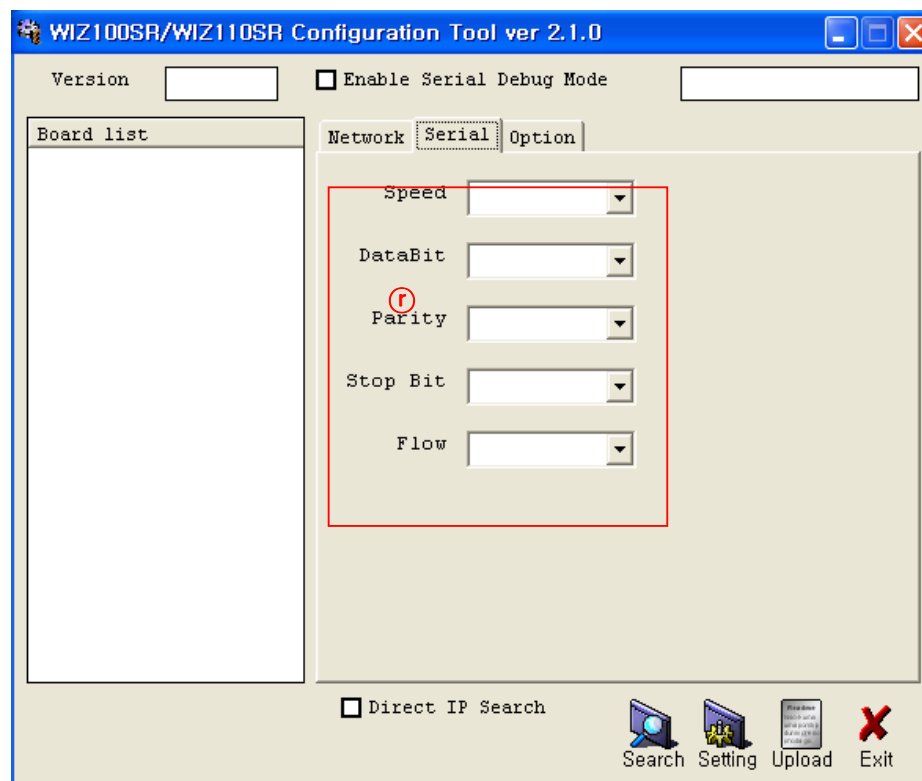 WIZ100SR/WIZ110SR Configuration Tool ver 2.1.0
Version
Enable Serial Debug Mode
Board list
Network Serial Option
Speed
DataBit
r
Parity
Stop Bit
Flow
Direct IP Search
Search Setting Upload Exit